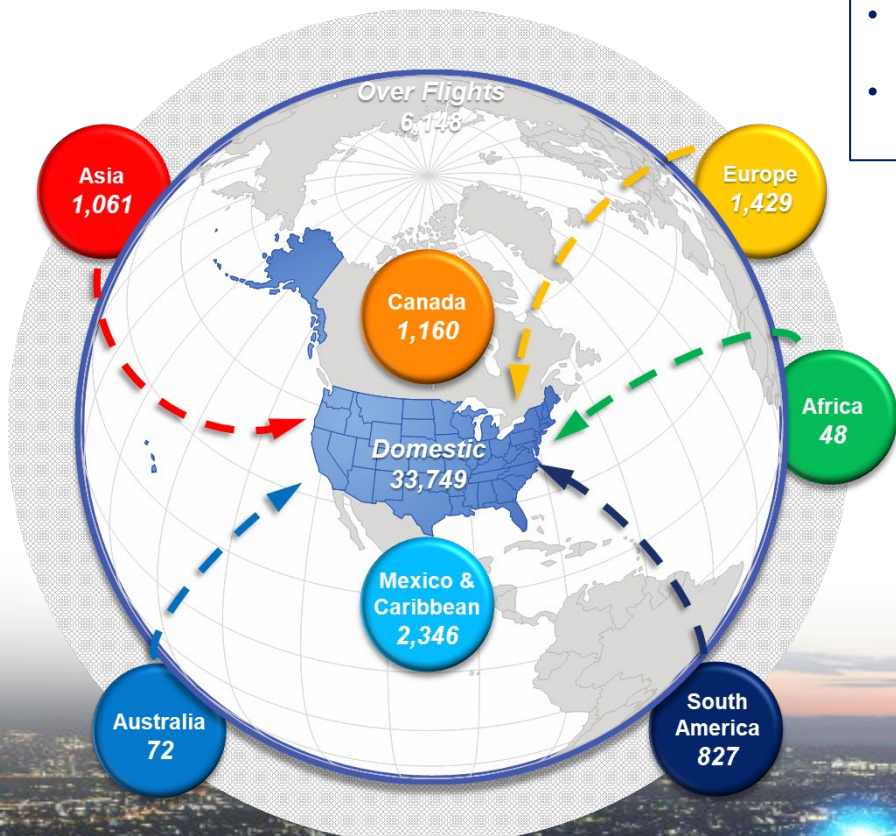 Over Flights
6,148
Asia
1,061
Europe
1,429
Canada
1,160
Africa
48
Domestic
33,749
Mexico &
Caribbean
2,346
Australia
72
South
America
827